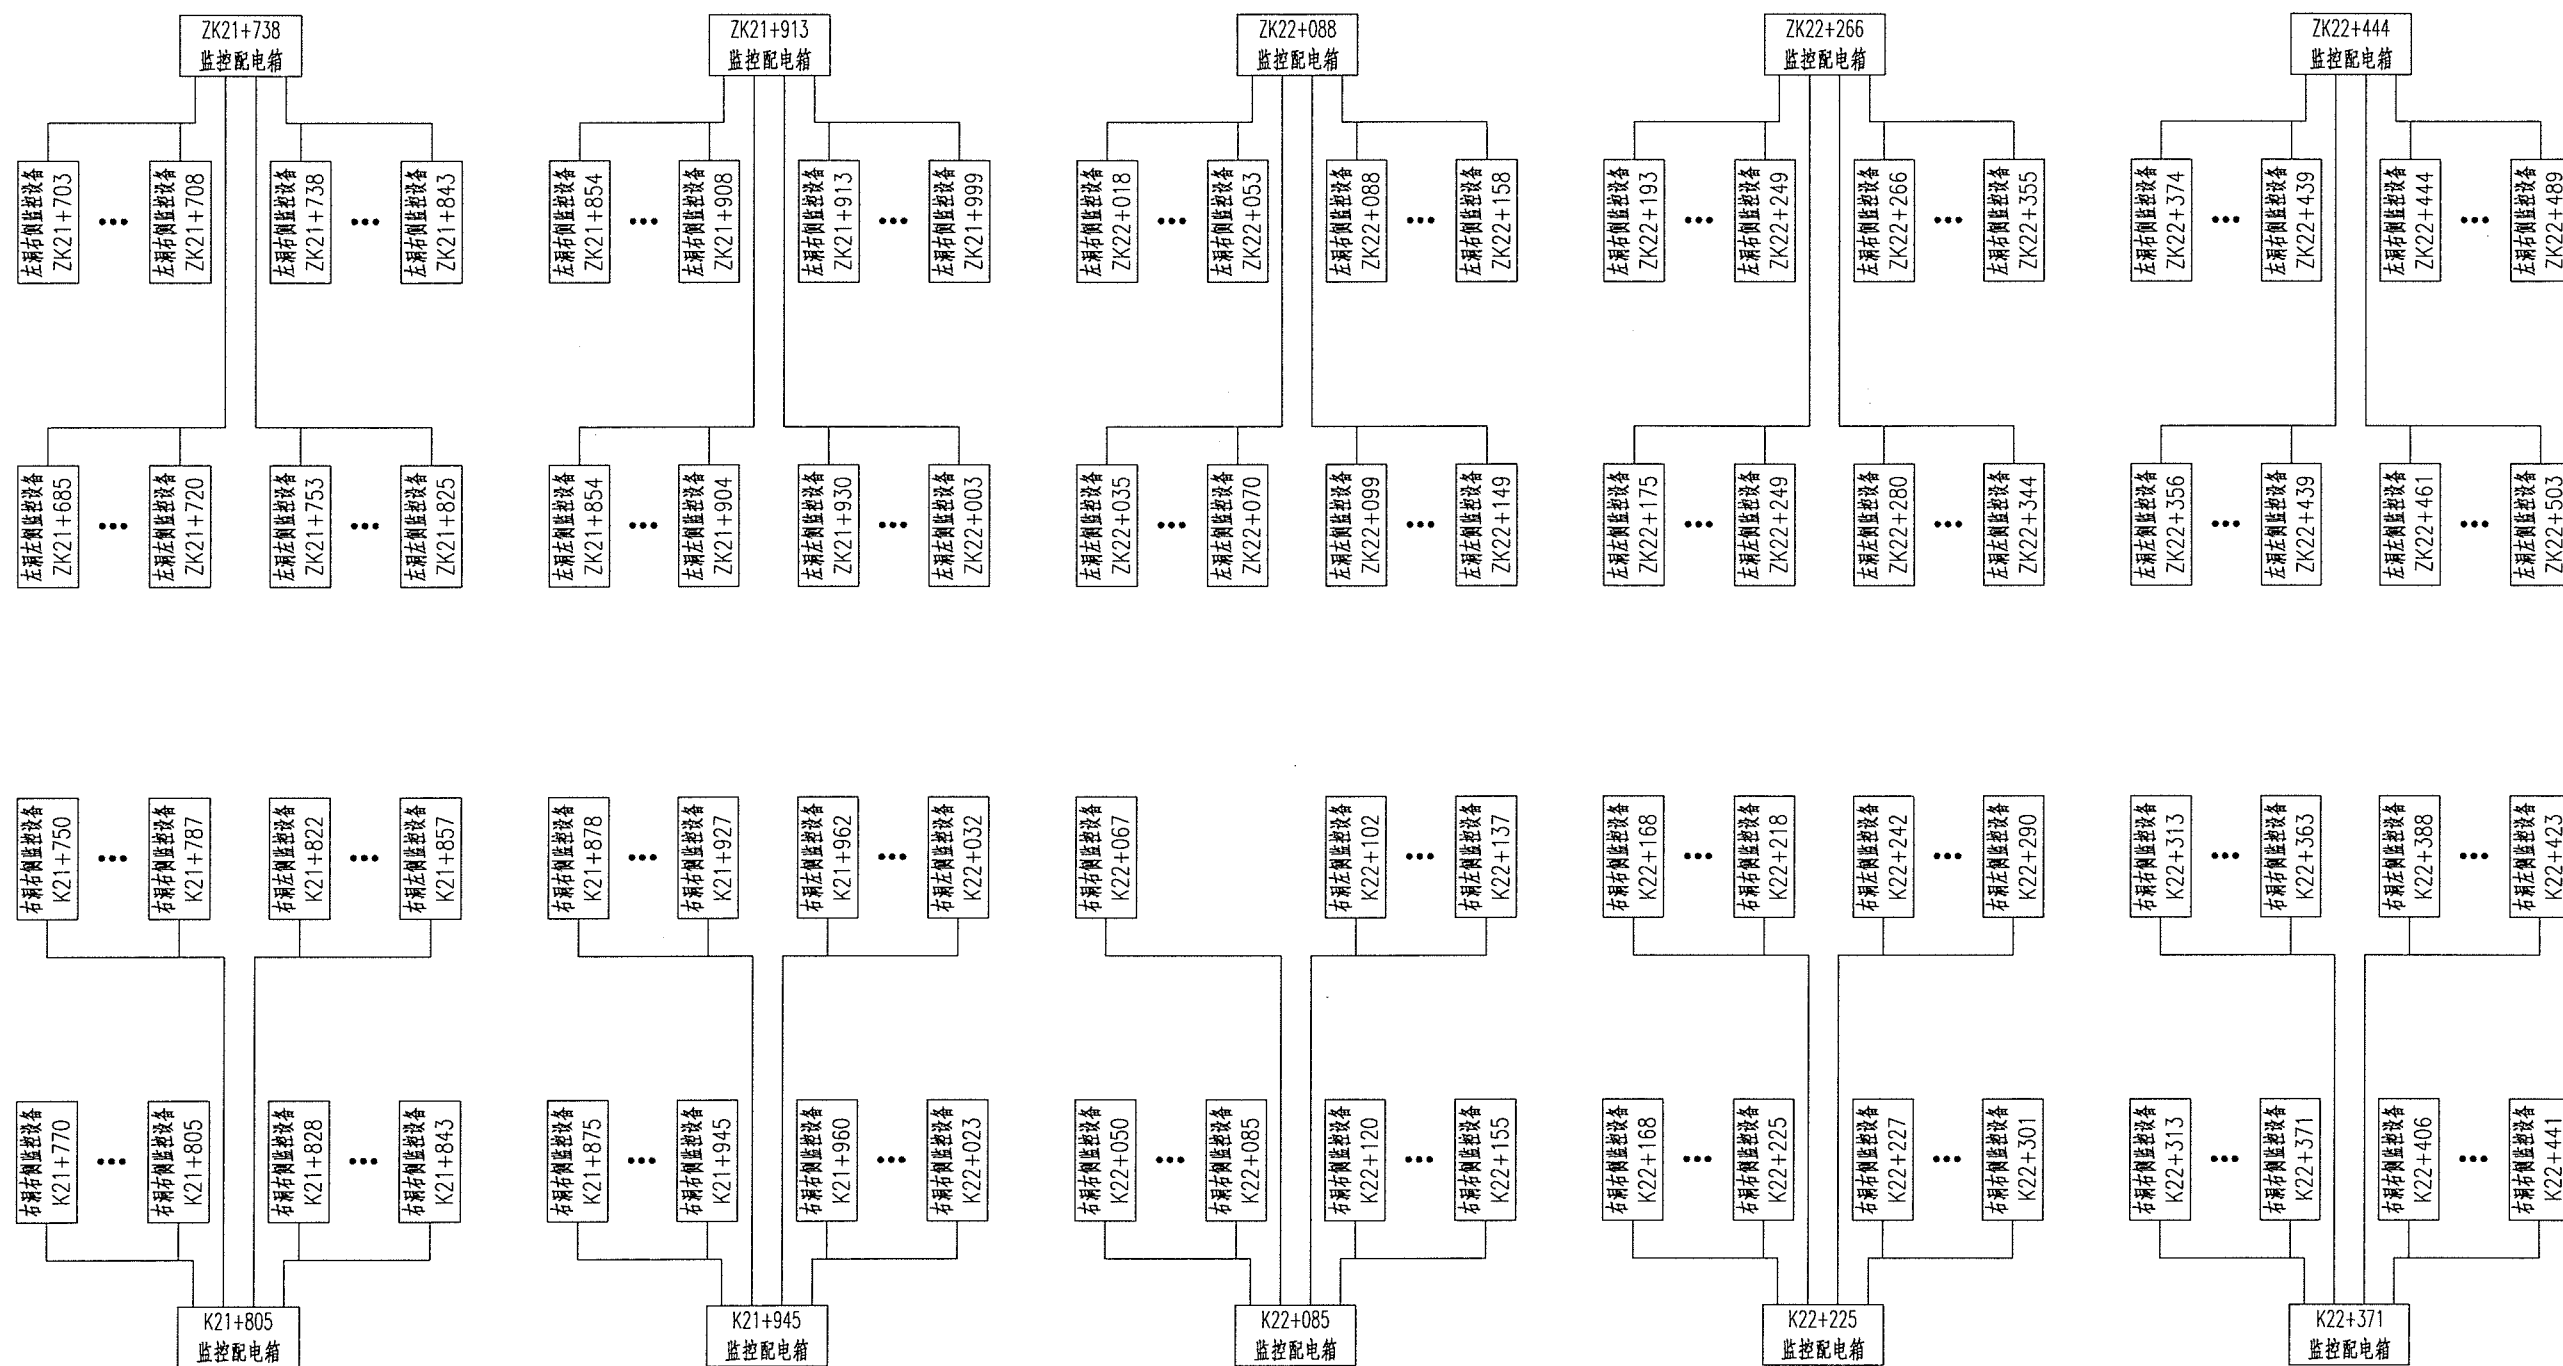 ZK21+738
监控配电箱
ZK21+913
监控配电箱
ZK22+088
监控配电箱
ZK22+266
监控配电箱
ZK22+444
监控配电箱
左洞右侧监控设备
ZK21+703
左洞右侧监控设备
ZK21+708
左洞右侧监控设备
ZK21+738
左洞右侧监控设备
ZK21+843
左洞右侧监控设备
ZK21+854
左洞右侧监控设备
ZK21+908
左洞右侧监控设备
ZK21+913
左洞右侧监控设备
ZK21+999
左洞右侧监控设备
ZK22+018
左洞右侧监控设备
ZK22+053
左洞右侧监控设备
ZK22+088
左洞右侧监控设备
ZK22+158
左洞右侧监控设备
ZK22+193
左洞右侧监控设备
ZK22+249
左洞右侧监控设备
ZK22+266
左洞右侧监控设备
ZK22+355
左洞右侧监控设备
ZK22+374
左洞右侧监控设备
ZK22+439
左洞右侧监控设备
ZK22+444
左洞右侧监控设备
ZK22+489
左洞左侧监控设备
ZK21+685
左洞左侧监控设备
ZK21+720
左洞左侧监控设备
ZK21+753
左洞左侧监控设备
ZK21+825
左洞左侧监控设备
ZK21+854
左洞左侧监控设备
ZK21+904
左洞左侧监控设备
ZK21+930
左洞左侧监控设备
ZK22+003
左洞左侧监控设备
ZK22+035
左洞左侧监控设备
ZK22+070
左洞左侧监控设备
ZK22+099
左洞左侧监控设备
ZK22+149
左洞左侧监控设备
ZK22+175
左洞左侧监控设备
ZK22+249
左洞左侧监控设备
ZK22+280
左洞左侧监控设备
ZK22+344
左洞左侧监控设备
ZK22+356
左洞左侧监控设备
ZK22+439
左洞左侧监控设备
ZK22+461
左洞左侧监控设备
ZK22+503
右洞右侧监控设备
K21+750
右洞右侧监控设备
K21+787
右洞左侧监控设备
K21+822
右洞左侧监控设备
K21+857
右洞右侧监控设备
K21+878
右洞右侧监控设备
K21+927
右洞左侧监控设备
K21+962
右洞左侧监控设备
K22+032
右洞右侧监控设备
K22+067
右洞左侧监控设备
K22+102
右洞左侧监控设备
K22+137
右洞右侧监控设备
K22+168
右洞右侧监控设备
K22+218
右洞左侧监控设备
K22+242
右洞左侧监控设备
K22+290
右洞右侧监控设备
K22+313
右洞右侧监控设备
K22+363
右洞左侧监控设备
K22+388
右洞左侧监控设备
K22+423
右洞右侧监控设备
K21+770
右洞右侧监控设备
K21+805
右洞右侧监控设备
K21+828
右洞右侧监控设备
K21+843
右洞右侧监控设备
K21+875
右洞右侧监控设备
K21+945
右洞右侧监控设备
K21+960
右洞右侧监控设备
K22+023
右洞右侧监控设备
K22+050
右洞右侧监控设备
K22+085
右洞右侧监控设备
K22+120
右洞右侧监控设备
K22+155
右洞右侧监控设备
K22+168
右洞右侧监控设备
K22+225
右洞右侧监控设备
K22+227
右洞右侧监控设备
K22+301
右洞右侧监控设备
K22+313
右洞右侧监控设备
K22+371
右洞右侧监控设备
K22+406
右洞右侧监控设备
K22+441
K21+805
监控配电箱
K21+945
监控配电箱
K22+085
监控配电箱
K22+225
监控配电箱
K22+371
监控配电箱